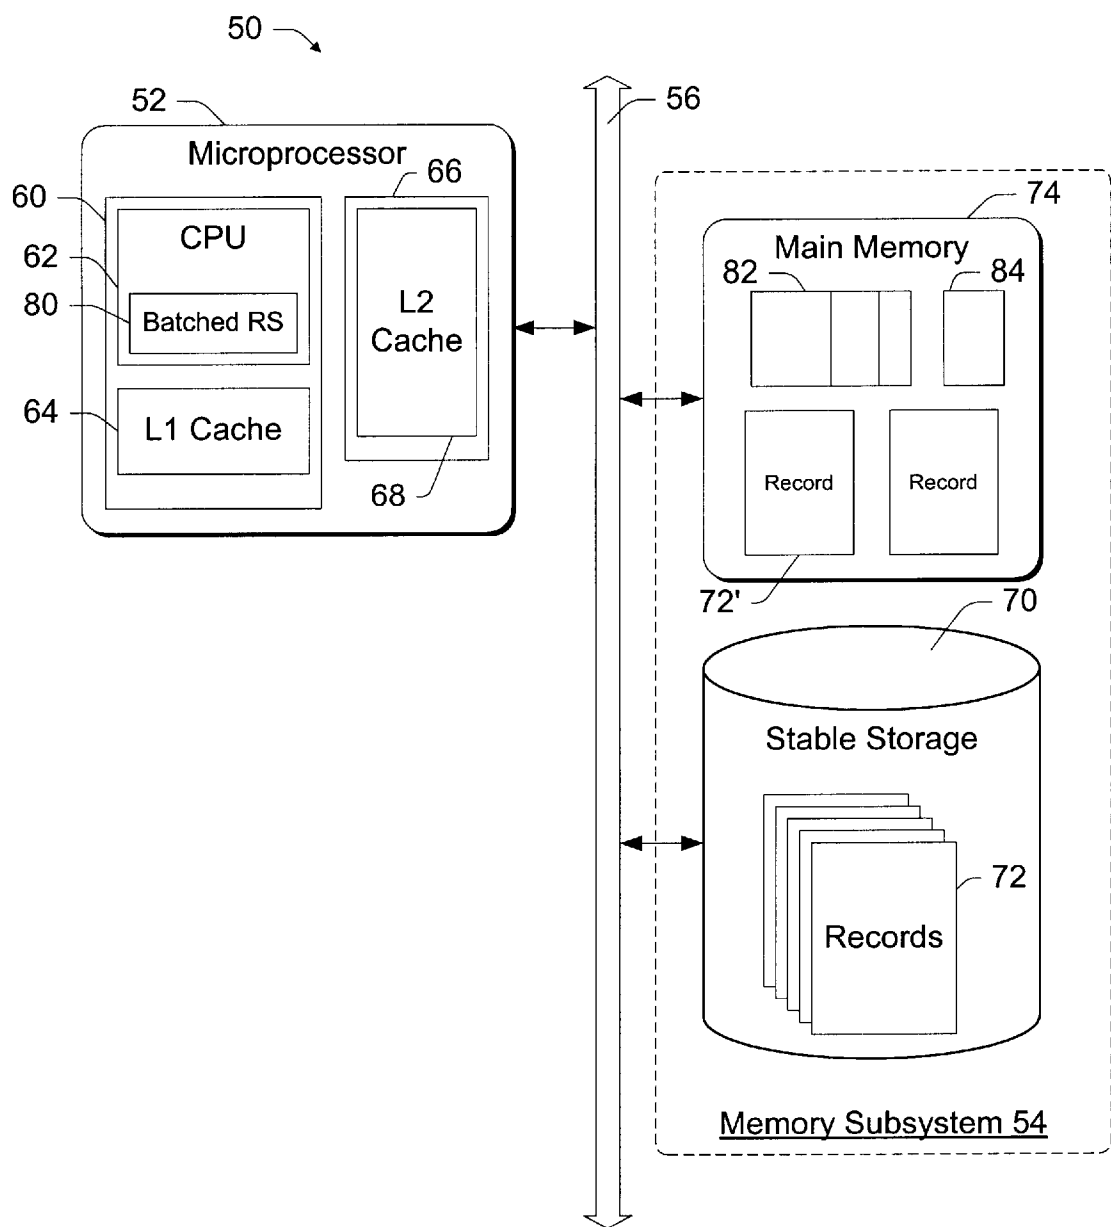 50
52
56
Microprocessor
66
60
CPU
74
Main Memory
62
82
84
80
Batched RS
L2
Cache
64
L1 Cache
68
Record
Record
72'
70
Stable Storage
72
Records
Memory Subsystem 54